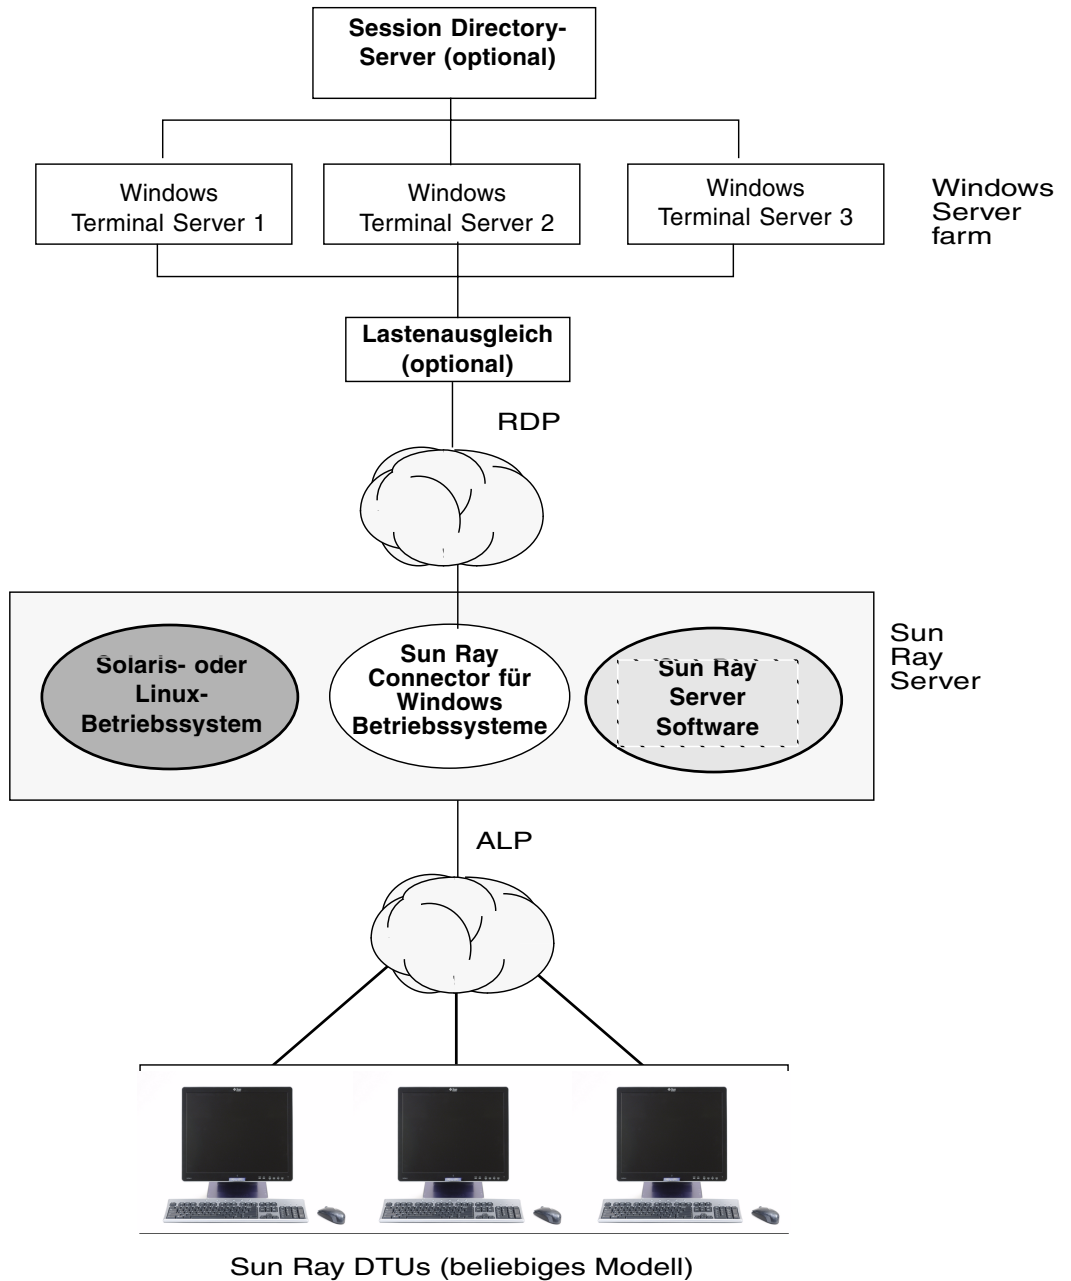 Session Directory-
Server (optional)
Windows
Terminal Server 1
Windows
Terminal Server 2
Windows
Terminal Server 3
Windows
Server
farm
Lastenausgleich
(optional)
RDP
Solaris- oder
Linux-
Betriebssystem
Sun Ray
Connector für
Windows
Betriebssysteme
Sun Ray
Server
Software
Sun
Ray
Server
ALP
Sun Ray DTUs (beliebiges Modell)